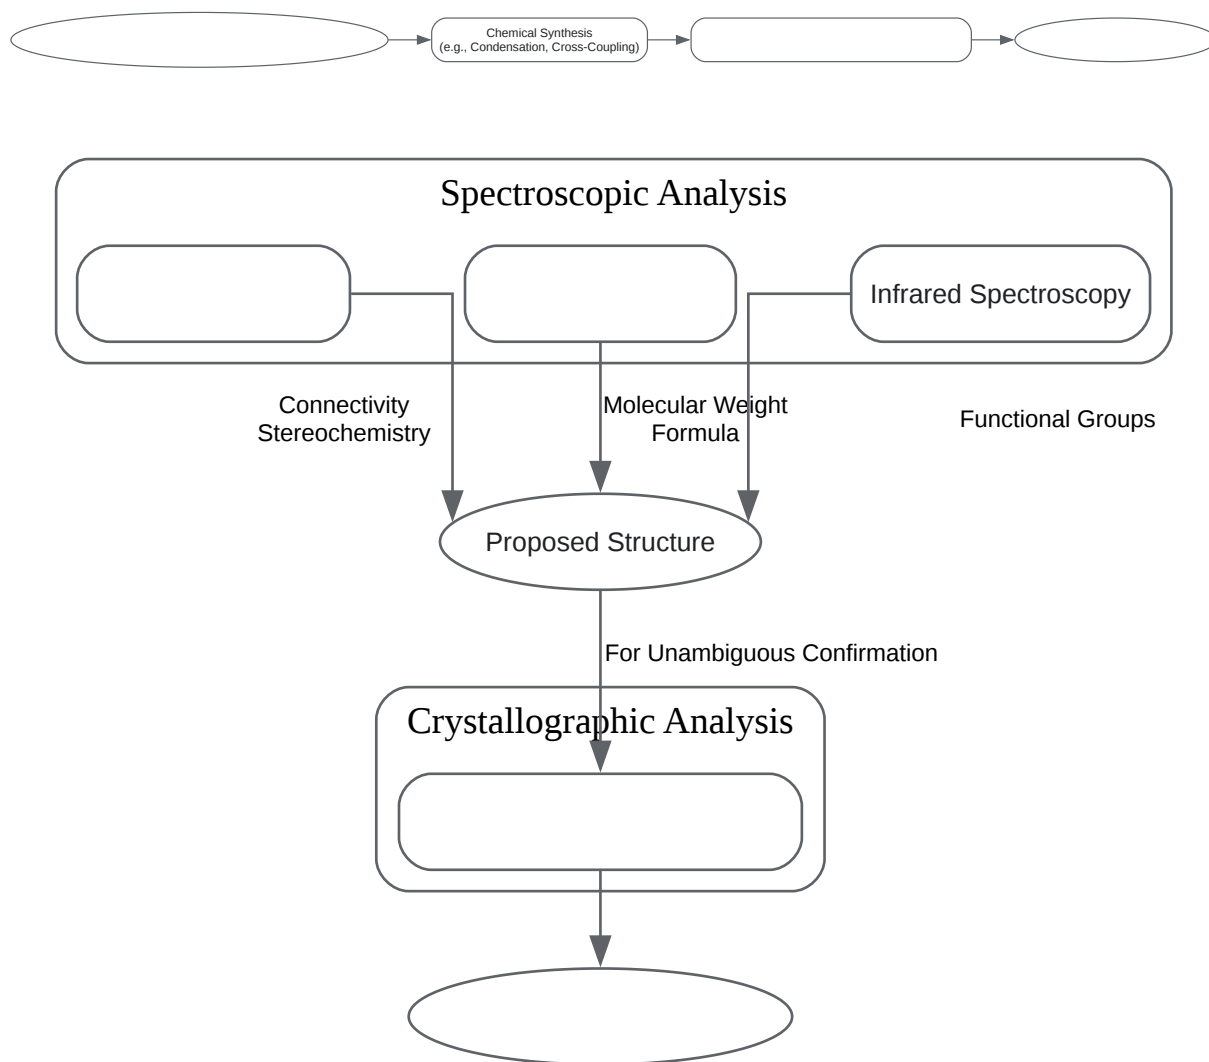 Chemical Synthesis
(e.g., Condensation, Cross-Coupling)
Spectroscopic Analysis
Infrared Spectroscopy
Connectivity
Stereochemistry
Molecular Weight
Formula
Functional Groups
Proposed Structure
For Unambiguous Confirmation
Crystallographic Analysis